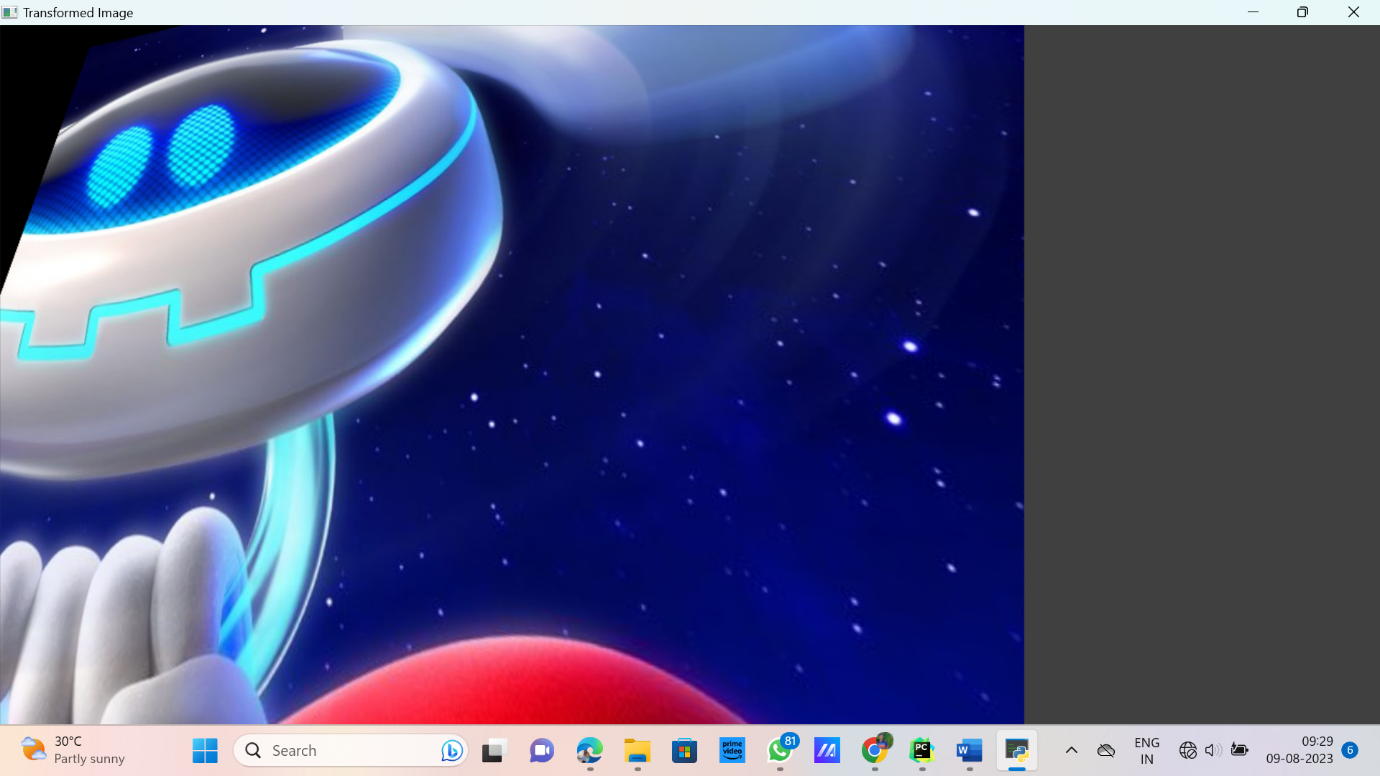 Transformed Image
30°C
Partly sunny
Search
prime
video
81
PC
W
ENG
IN
09:29
09-08-2023
6